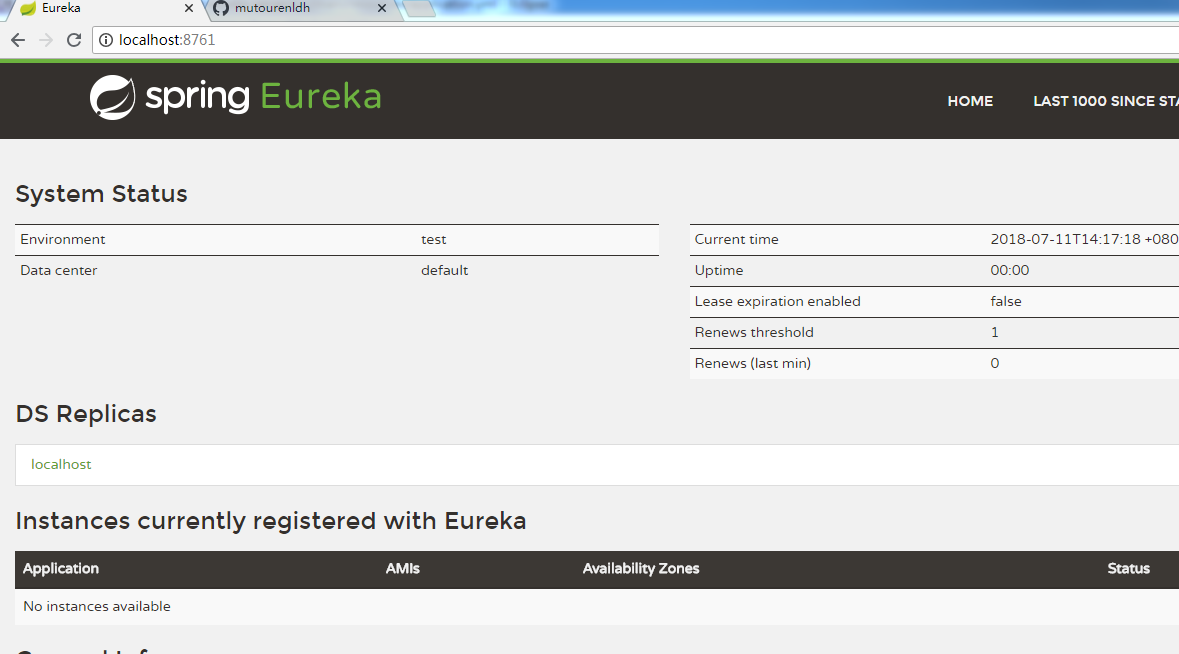 Eureka
mutourenldh
localhost:8761
spring Eureka
HOME LAST 1000 SINCE STA
System Status
Environment test
Data center default
Current time 2018-07-11T14:17:18 +080
Uptime 00:00
Lease expiration enabled false
Renews threshold 1
Renews (last min) 0
DS Replicas
localhost
Instances currently registered with Eureka
Application AMIs Availability Zones Status
No instances available